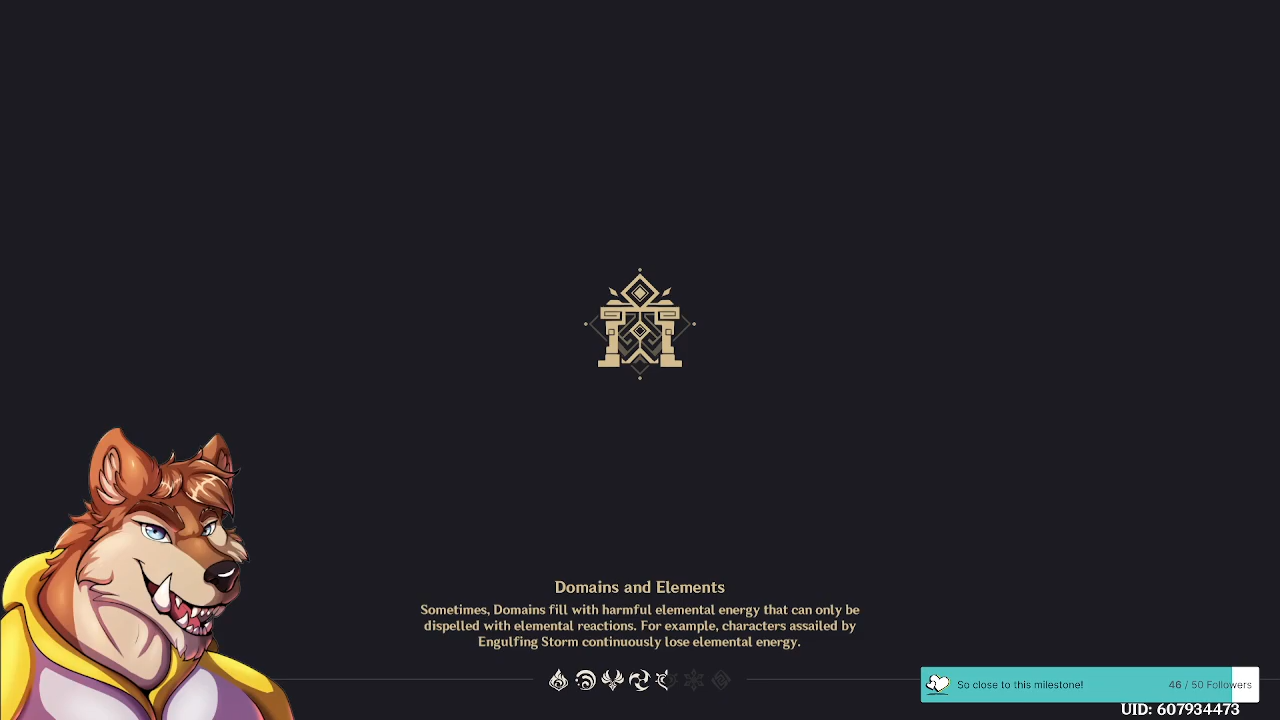 Domains and Elements
Sometimes, Domains fill with harmful elemental energy that can only be
dispelled with elemental reactions. For example, characters assailed by
Engulfing Storm continuously lose elemental energy.
So close to this milestone! 46 / 50 Followers
UID: 607934473